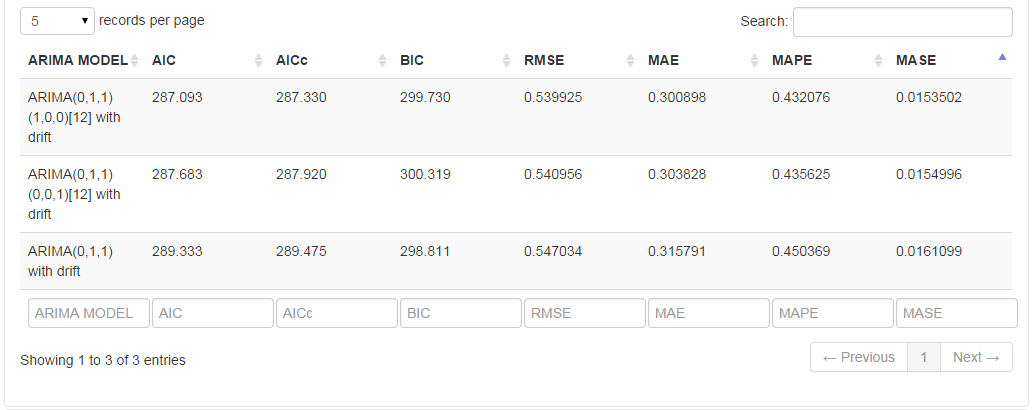 5 records per page Search:
ARIMA MODEL AIC AICc BIC RMSE MAE MAPE MASE
ARIMA(0,1,1) 287.093 287.330 299.730 0.539925 0.300898 0.432076 0.0153502
(1,0,0)[12] with
drift
ARIMA(0,1,1) 287.683 287.920 300.319 0.540956 0.303828 0.435625 0.0154996
(0,0,1)[12] with
drift
ARIMA(0,1,1) 289.333 289.475 298.811 0.547034 0.315791 0.450369 0.0161099
with drift
ARIMA MODEL AIC AICc BIC RMSE MAE MAPE MASE
Showing 1 to 3 of 3 entries ← Previous 1 Next →